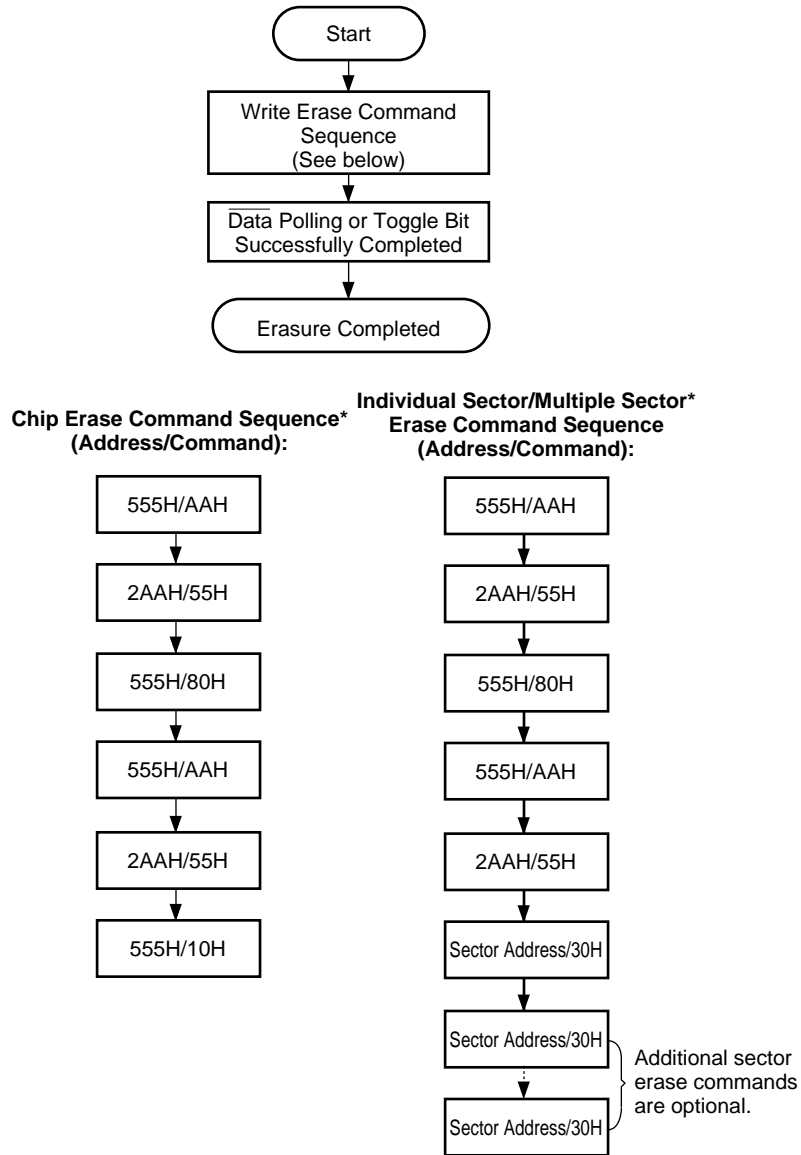 Start
Write Erase Command
Sequence
(See below)
Data Polling or Toggle Bit
Successfully Completed
Erasure Completed
Chip Erase Command Sequence*
(Address/Command):
555H/AAH
2AAH/55H
555H/80H
555H/AAH
2AAH/55H
555H/10H
Individual Sector/Multiple Sector*
Erase Command Sequence
(Address/Command):
555H/AAH
2AAH/55H
555H/80H
555H/AAH
2AAH/55H
Sector Address/30H
Sector Address/30H
Sector Address/30H
Additional sector
erase commands
are optional.